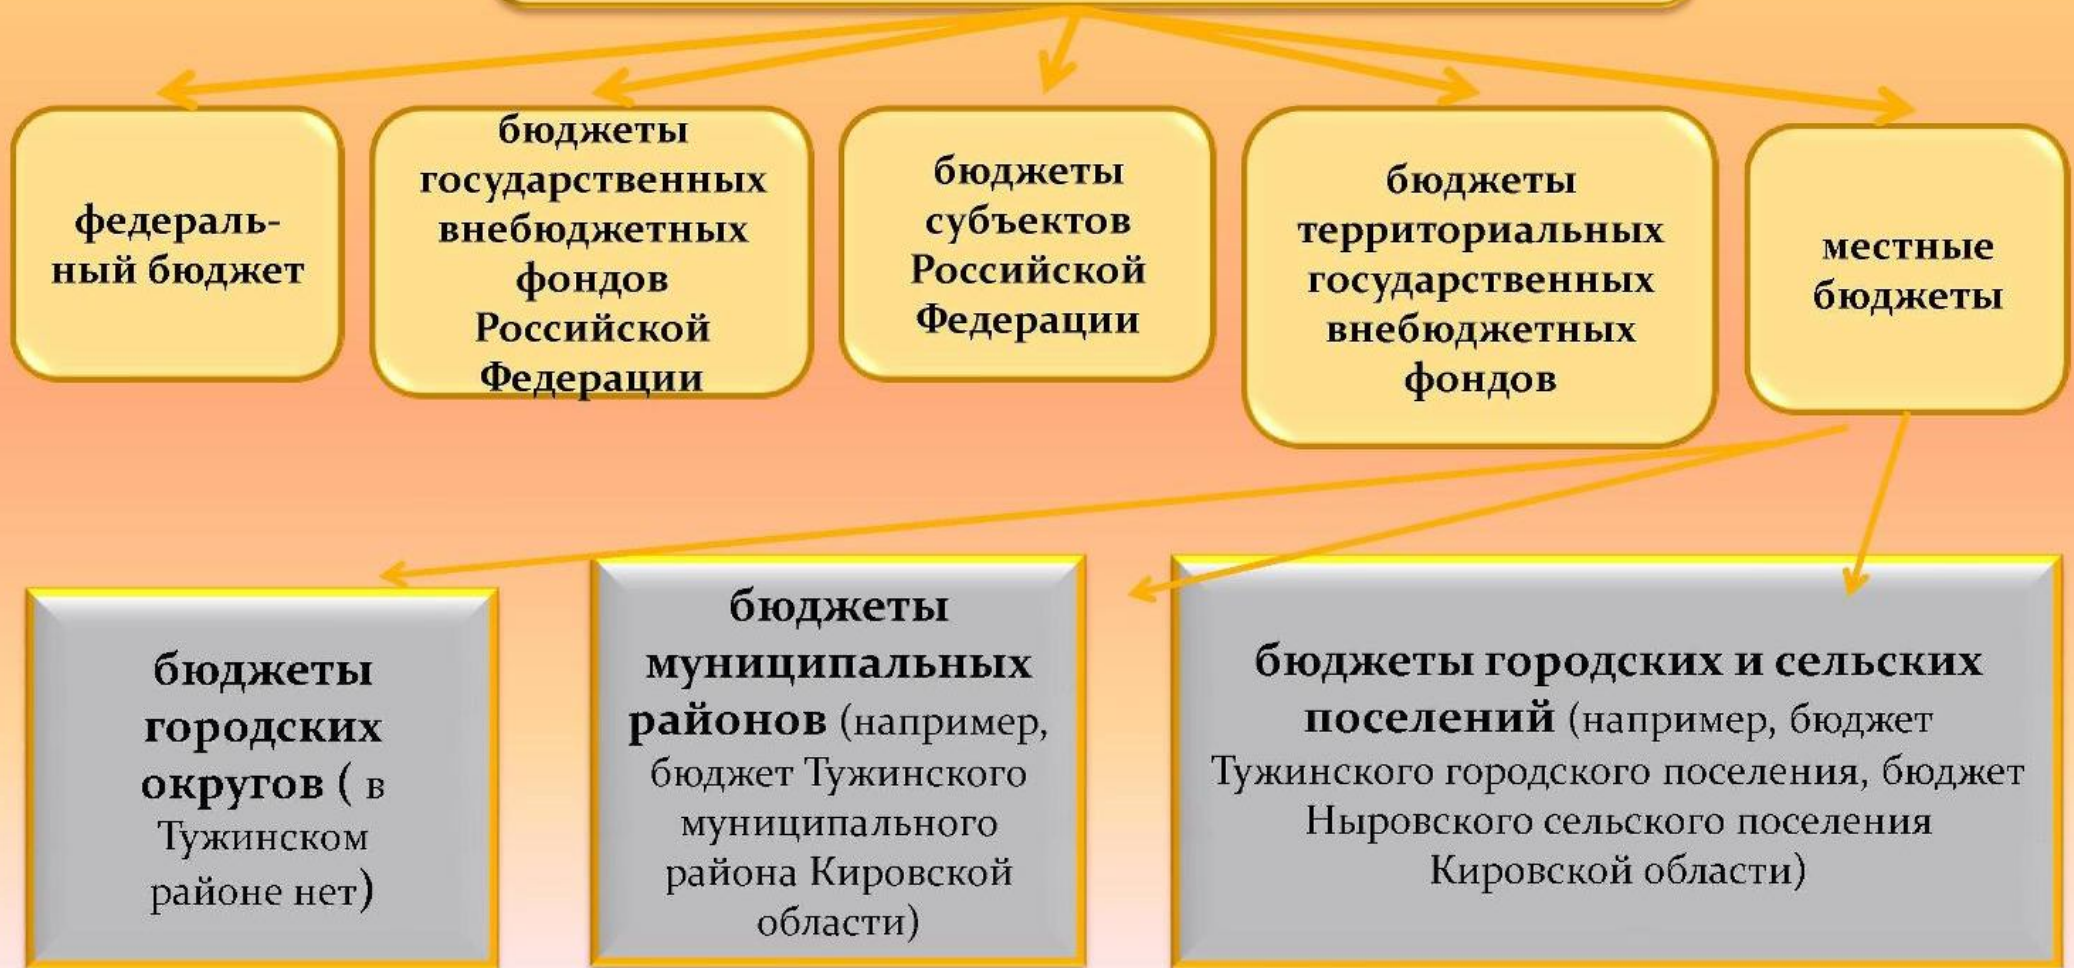 федераль-
ный бюджет
бюджеты
государственных
внебюджетных
фондов
Российской
Федерации
бюджеты
субъектов
Российской
Федерации
бюджеты
территориальных
государственных
внебюджетных
фондов
местные
бюджеты
бюджеты
городских
округов ( в
Тужинском
районе нет)
бюджеты
муниципальных
районов (например,
бюджет Тужинского
муниципального
района Кировской
области)
бюджеты городских и сельских
поселений (например, бюджет
Тужинского городского поселения, бюджет
Ныровского сельского поселения
Кировской области)